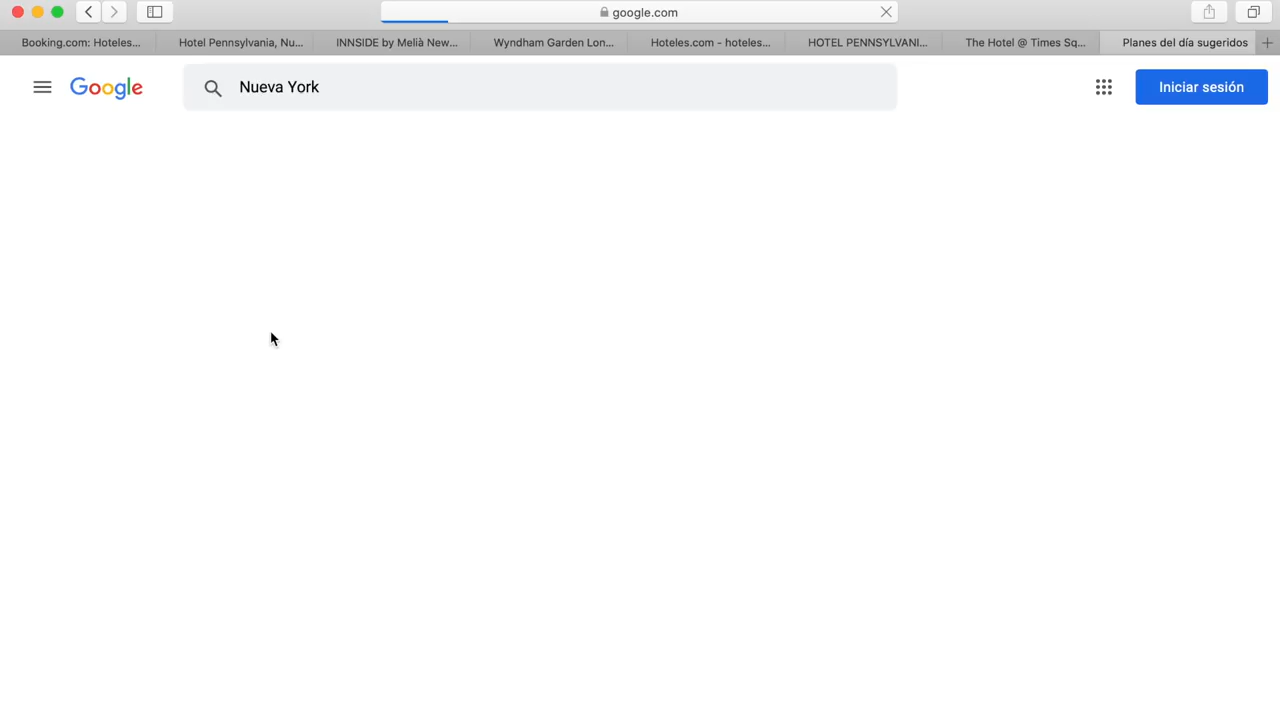 google.com
Booking.com: Hoteles...
Hotel Pennsylvania, Nu...
INNSIDE by Melià New...
Wyndham Garden Lon...
Hoteles.com - hoteles...
HOTEL PENNSYLVANI...
The Hotel @ Times Sq...
Planes del día sugeridos
Google
Nueva York
Iniciar sesión